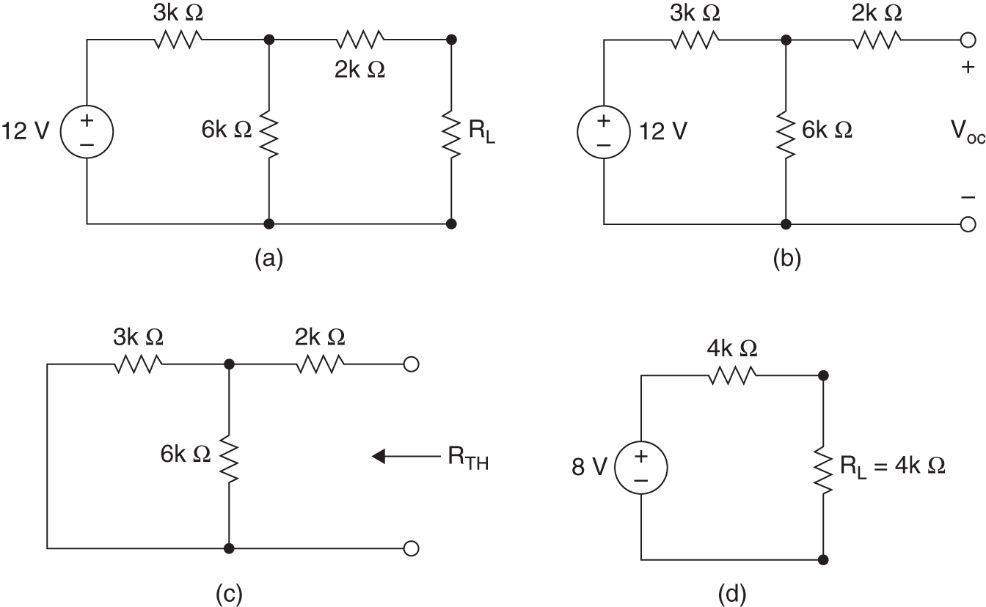 3k Ω
2k Ω
12 V
+
−
6k Ω
R_L
(a)
3k Ω
2k Ω
+
12 V
+
−
6k Ω
V_oc
−
(b)
3k Ω
2k Ω
6k Ω
R_TH
(c)
4k Ω
8 V
+
−
R_L = 4k Ω
(d)